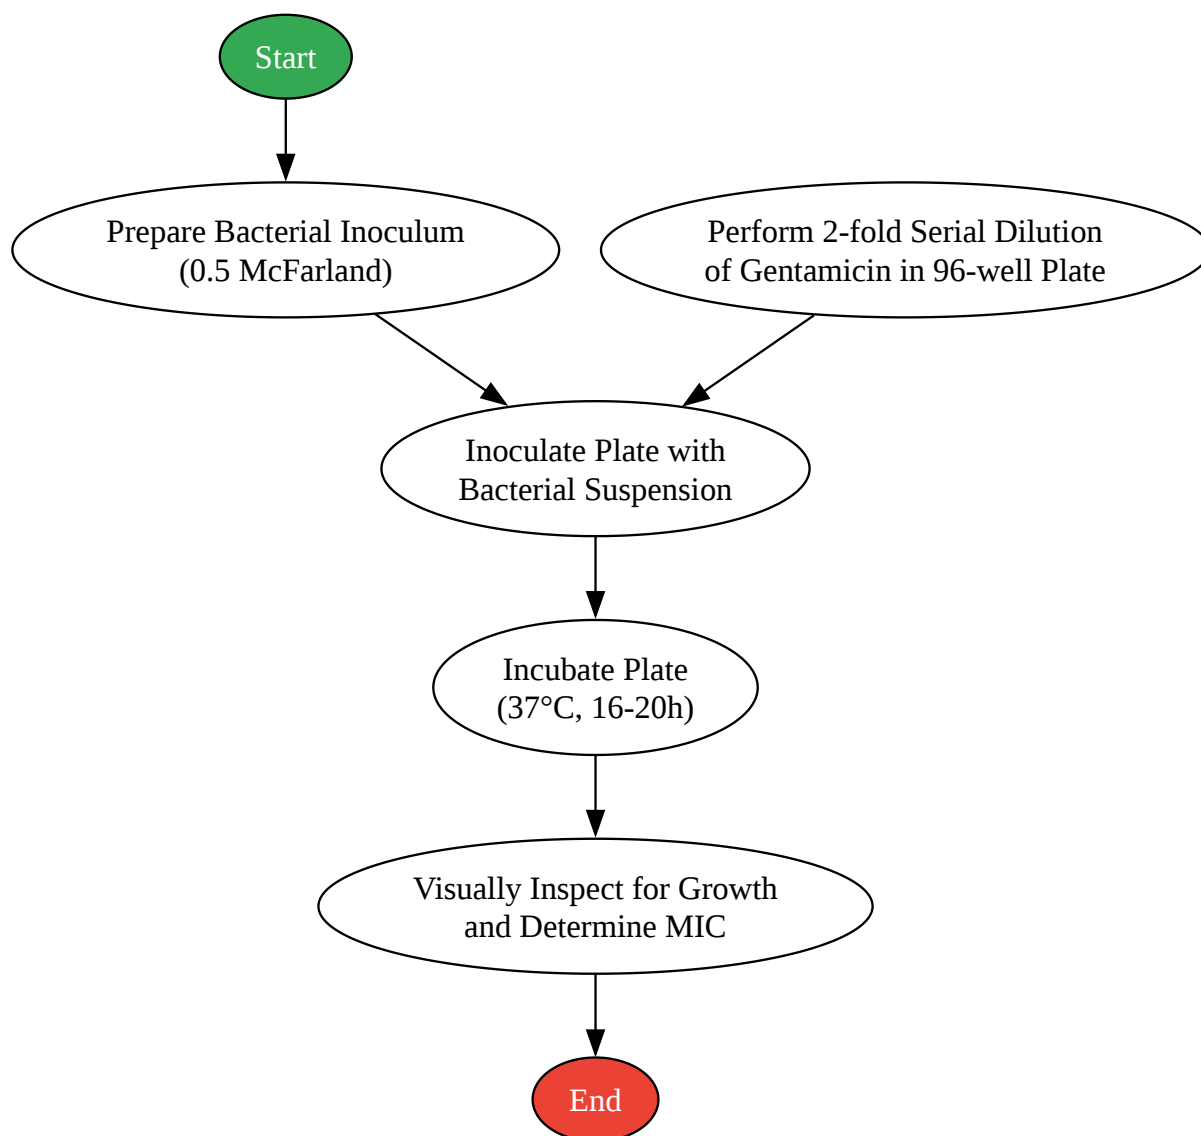 Start
Prepare Bacterial Inoculum
(0.5 McFarland)
Perform 2-fold Serial Dilution
of Gentamicin in 96-well Plate
Inoculate Plate with
Bacterial Suspension
Incubate Plate
(37°C, 16-20h)
Visually Inspect for Growth
and Determine MIC
End